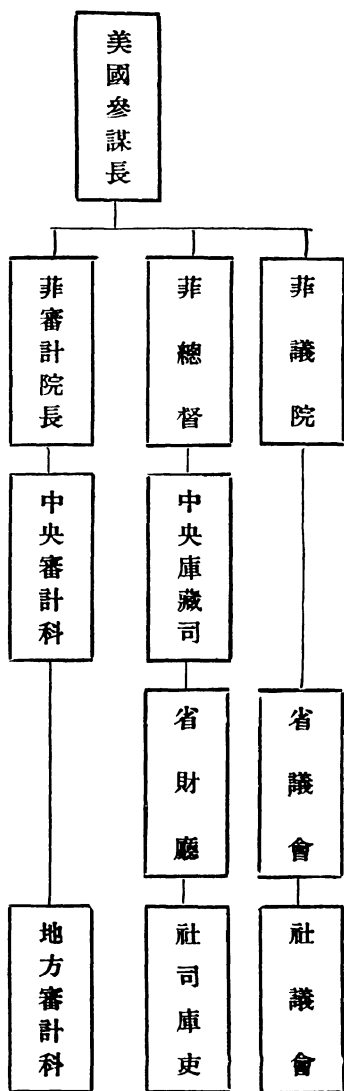 美國參謀長
菲議院
菲總督
菲審計院長
中央庫藏司
中央審計科
省議會
省財廳
社議會
社司庫吏
地方審計科